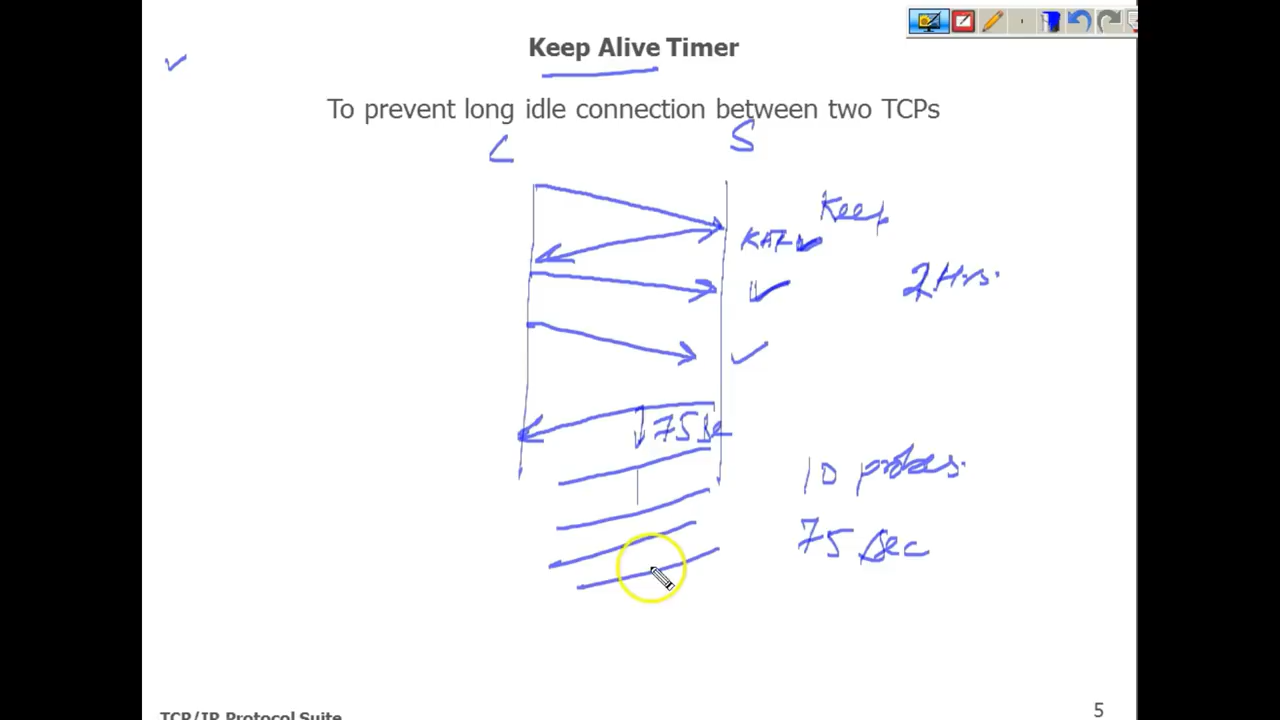 Keep Alive Timer
To prevent long idle connection between two TCPs
C S
Keep
KAT
2 Hrs.
75 Se
10 probes.
75 sec
TCP/IP Protocol Suite
5